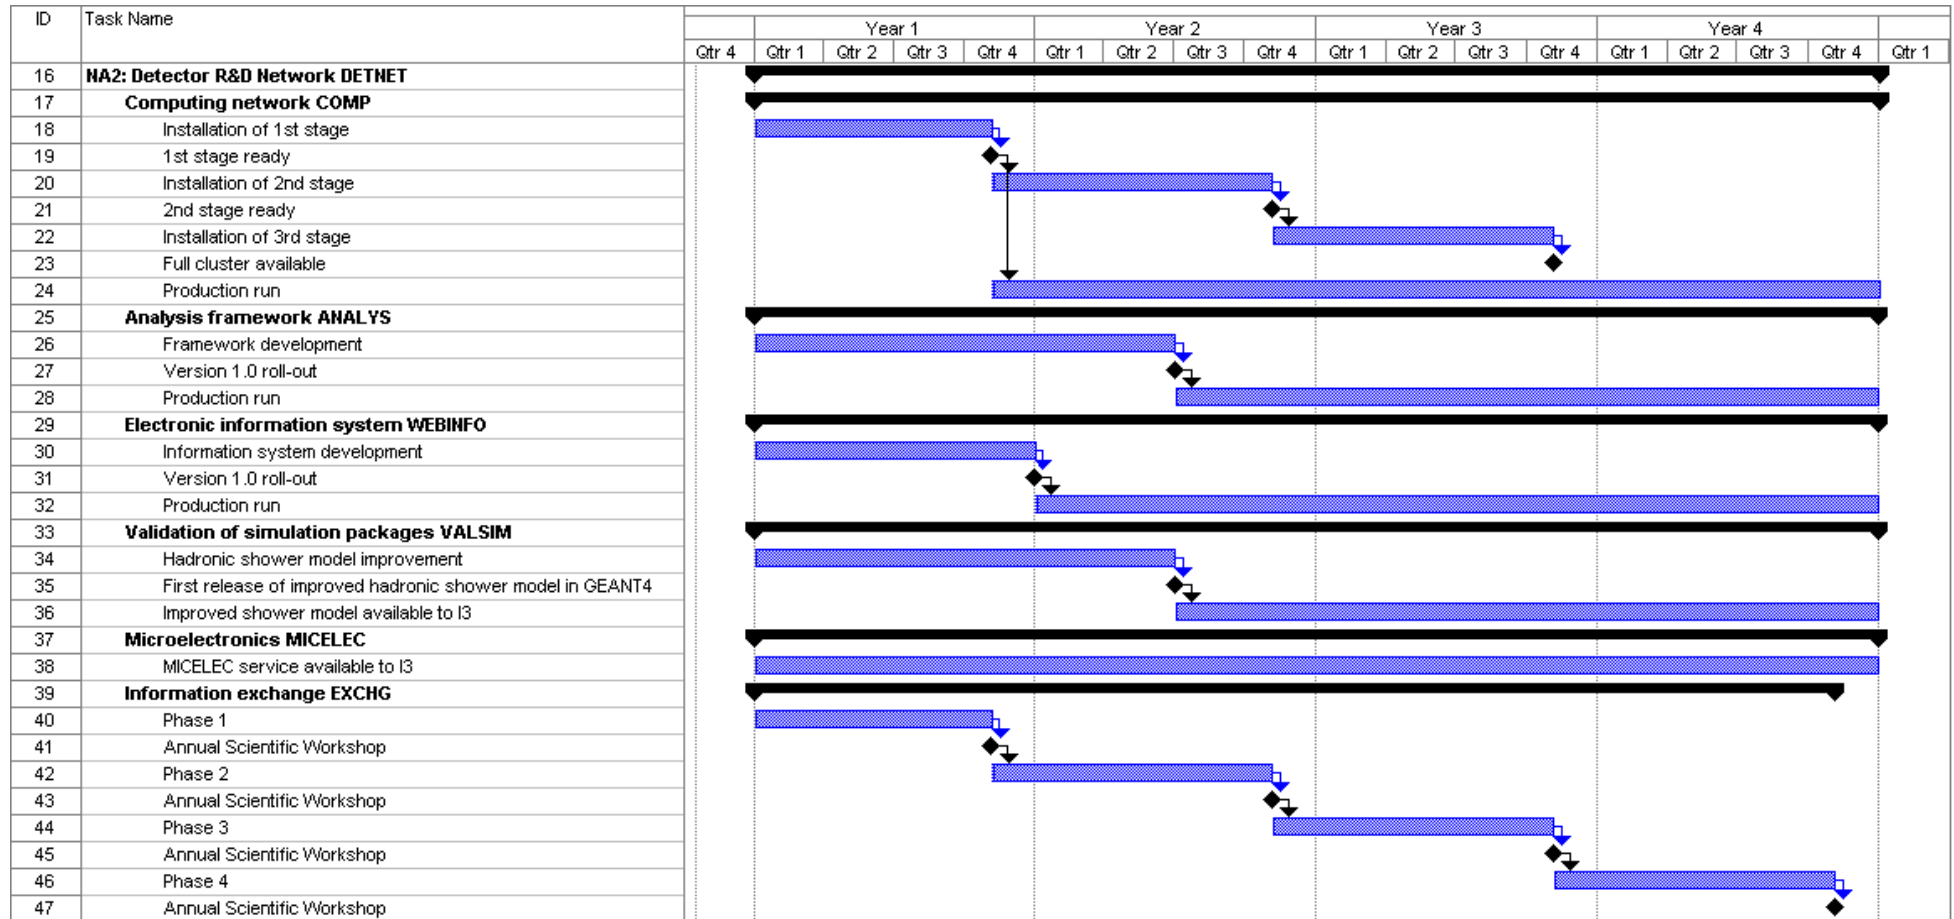 ID Task Name
Year 1 Year 2 Year 3 Year 4
Qtr 4 Qtr 1 Qtr 2 Qtr 3 Qtr 4 Qtr 1 Qtr 2 Qtr 3 Qtr 4 Qtr 1 Qtr 2 Qtr 3 Qtr 4 Qtr 1 Qtr 2 Qtr 3 Qtr 4 Qtr 1
16 NA2: Detector R&D Network DETNET
17 Computing network COMP
18 Installation of 1st stage
19 1st stage ready
20 Installation of 2nd stage
21 2nd stage ready
22 Installation of 3rd stage
23 Full cluster available
24 Production run
25 Analysis framework ANALYS
26 Framework development
27 Version 1.0 roll-out
28 Production run
29 Electronic information system WEBINFO
30 Information system development
31 Version 1.0 roll-out
32 Production run
33 Validation of simulation packages VALSIM
34 Hadronic shower model improvement
35 First release of improved hadronic shower model in GEANT4
36 Improved shower model available to I3
37 Microelectronics MICELEC
38 MICELEC service available to I3
39 Information exchange EXCHG
40 Phase 1
41 Annual Scientific Workshop
42 Phase 2
43 Annual Scientific Workshop
44 Phase 3
45 Annual Scientific Workshop
46 Phase 4
47 Annual Scientific Workshop